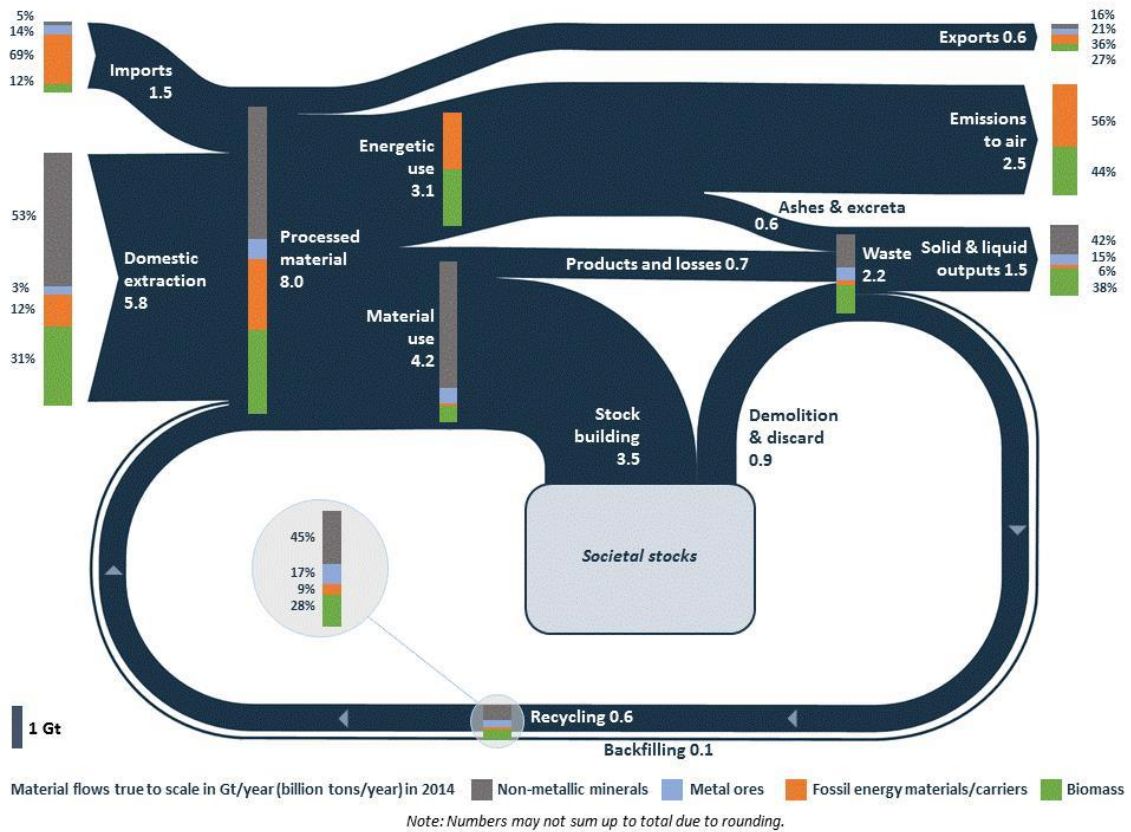 5%
14%
69%
12%
Imports
1.5
Exports 0.6
16%
21%
36%
27%
53%
3%
12%
31%
Domestic
extraction
5.8
Processed
material
8.0
Energetic
use
3.1
Emissions
to air
2.5
56%
44%
Ashes & excreta
0.6
Products and losses 0.7
Waste
2.2
Solid & liquid
outputs 1.5
42%
15%
6%
38%
Material
use
4.2
Stock
building
3.5
Demolition
& discard
0.9
Societal stocks
45%
17%
9%
28%
1 Gt
Recycling 0.6
Backfilling 0.1
Material flows true to scale in Gt/year (billion tons/year) in 2014
Non-metallic minerals
Metal ores
Fossil energy materials/carriers
Biomass
Note: Numbers may not sum up to total due to rounding.